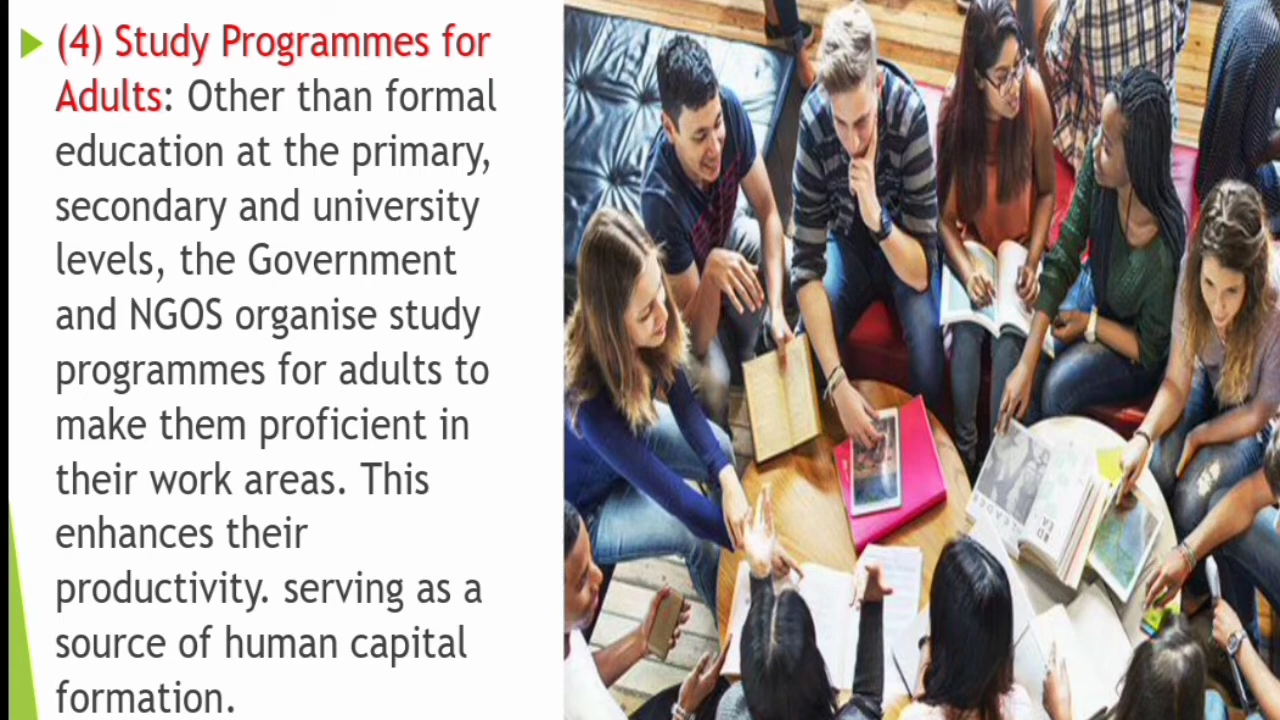 (4) Study Programmes for
Adults: Other than formal
education at the primary,
secondary and university
levels, the Government
and NGOS organise study
programmes for adults to
make them proficient in
their work areas. This
enhances their
productivity. serving as a
source of human capital
formation.